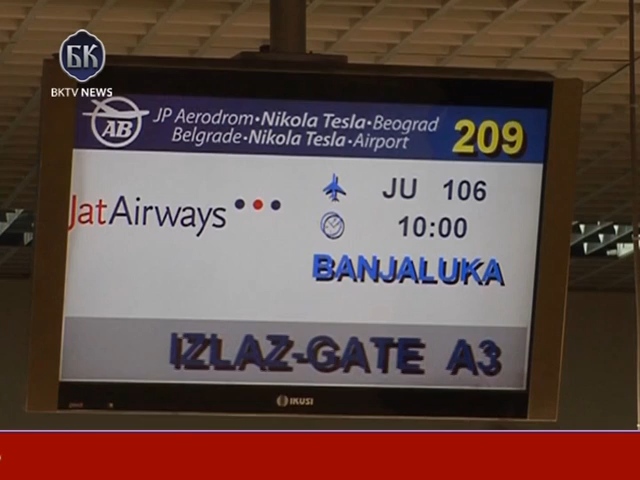 БК
BKTV NEWS
AB
JP Aerodrom•Nikola Tesla•Beograd
Belgrade•Nikola Tesla•Airport
209
JatAirways
JU 106
10:00
BANJALUKA
IZLAZ-GATE A3
IKUSI